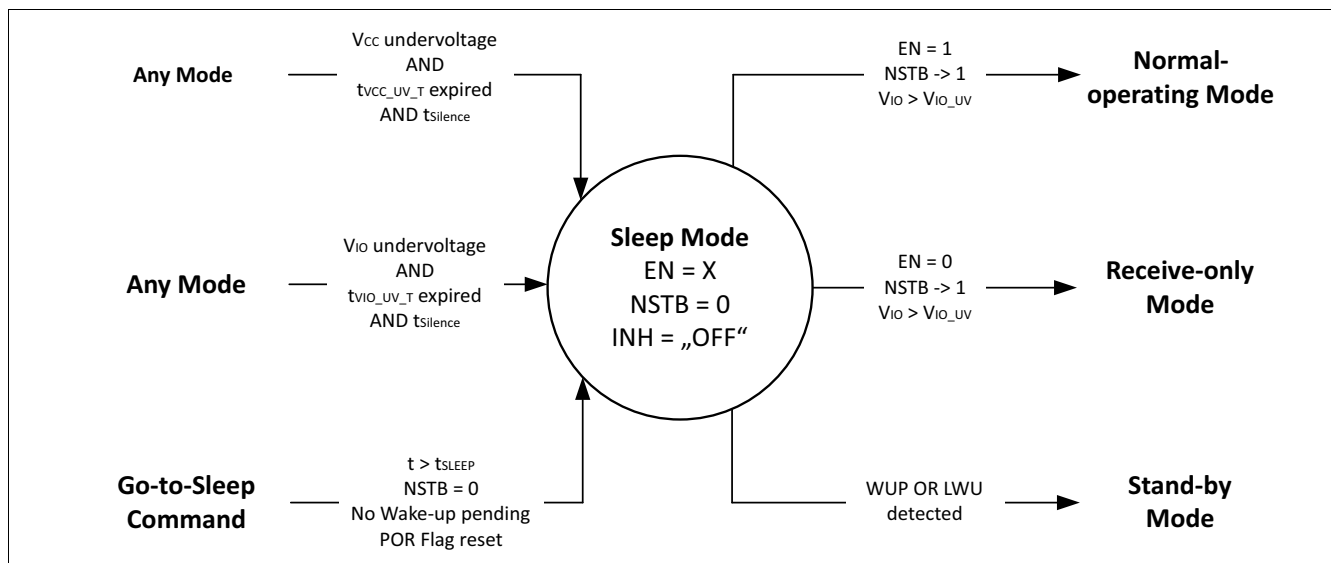 Any Mode
VCC undervoltage
AND
tVCC_UV_T expired
AND tSilence
EN = 1
NSTB -> 1
VIO > VIO_UV
Normal-
operating Mode
Any Mode
VIO undervoltage
AND
tVIO_UV_T expired
AND tSilence
Sleep Mode
EN = X
NSTB = 0
INH = „OFF“
EN = 0
NSTB -> 1
VIO > VIO_UV
Receive-only
Mode
Go-to-Sleep
Command
t > tSLEEP
NSTB = 0
No Wake-up pending
POR Flag reset
WUP OR LWU
detected
Stand-by
Mode